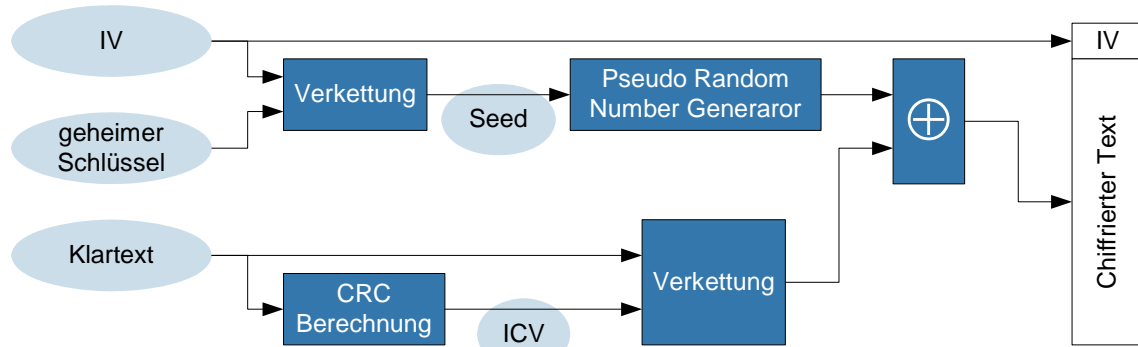 IV
IV
Verkettung
Pseudo Random
Number Generaror
Seed
geheimer
Schlüssel
Klartext
Verkettung
CRC
Berechnung
ICV
Chiffrierter Text